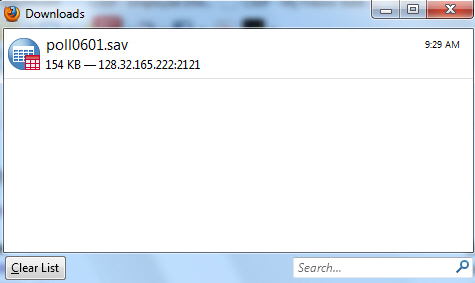 Downloads
poll0601.sav
9:29 AM
154 KB — 128.32.165.222:2121
Clear List
Search...